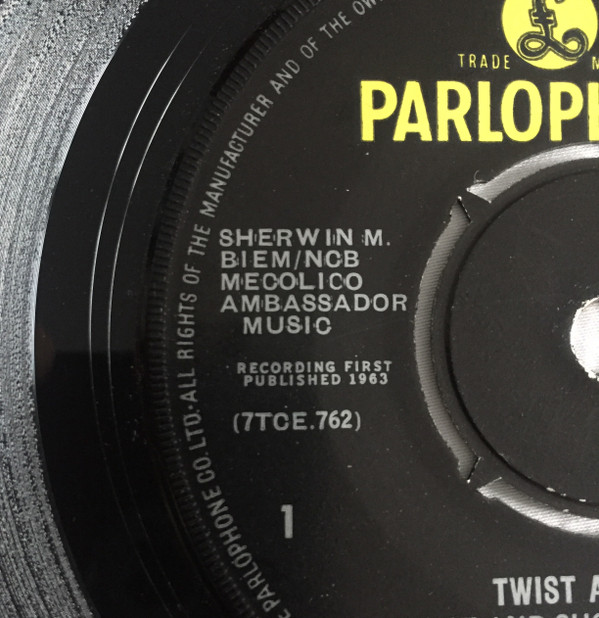 TRADE M
PARLOPH
E PARLOPHONE CO.LTD.·ALL RIGHTS OF THE MANUFACTURER AND OF THE OW
SHERWIN M.
BIEM/NCB
MECOLICO
AMBASSADOR
MUSIC
RECORDING FIRST
PUBLISHED 1963
(7TCE.762)
1
TWIST A